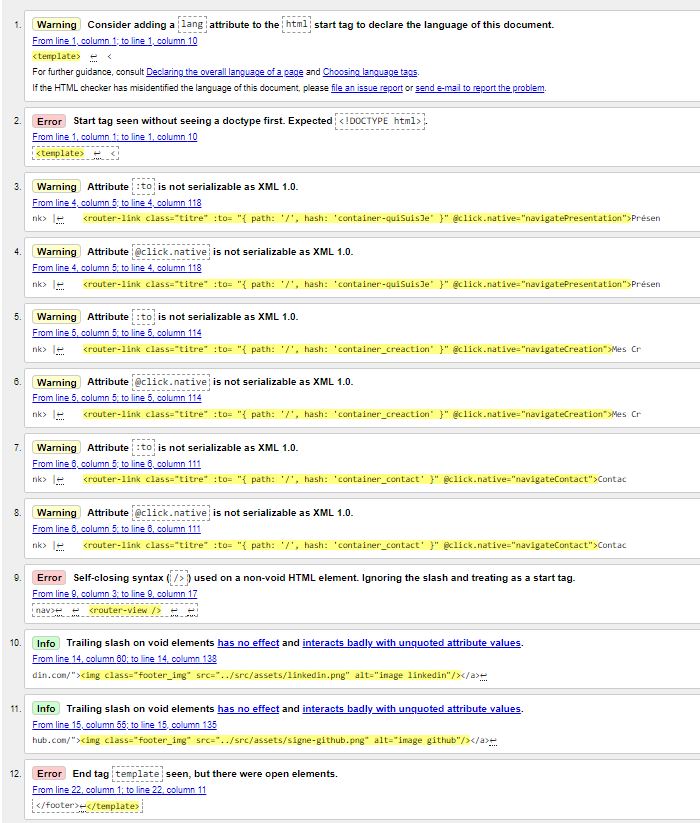 1. Warning Consider adding a lang attribute to the html start tag to declare the language of this document.
From line 1, column 1; to line 1, column 10
<template> ↩ <
For further guidance, consult Declaring the overall language of a page and Choosing language tags.
If the HTML checker has misidentified the language of this document, please file an issue report or send e-mail to report the problem.
2. Error Start tag seen without seeing a doctype first. Expected <!DOCTYPE html>.
From line 1, column 1; to line 1, column 10
<template> ↩ <
3. Warning Attribute :to is not serializable as XML 1.0.
From line 4, column 5; to line 4, column 118
nk> |↩ <router-link class="titre" :to= "{ path: '/', hash: 'container-quiSuisJe' }" @click.native="navigatePresentation">Présen
4. Warning Attribute @click.native is not serializable as XML 1.0.
From line 4, column 5; to line 4, column 118
nk> |↩ <router-link class="titre" :to= "{ path: '/', hash: 'container-quiSuisJe' }" @click.native="navigatePresentation">Présen
5. Warning Attribute :to is not serializable as XML 1.0.
From line 5, column 5; to line 5, column 114
nk> |↩ <router-link class="titre" :to= "{ path: '/', hash: 'container_creaction' }" @click.native="navigateCreation">Mes Cr
6. Warning Attribute @click.native is not serializable as XML 1.0.
From line 5, column 5; to line 5, column 114
nk> |↩ <router-link class="titre" :to= "{ path: '/', hash: 'container_creaction' }" @click.native="navigateCreation">Mes Cr
7. Warning Attribute :to is not serializable as XML 1.0.
From line 6, column 5; to line 6, column 111
nk> |↩ <router-link class="titre" :to= "{ path: '/', hash: 'container_contact' }" @click.native="navigateContact">Contac
8. Warning Attribute @click.native is not serializable as XML 1.0.
From line 6, column 5; to line 6, column 111
nk> |↩ <router-link class="titre" :to= "{ path: '/', hash: 'container_contact' }" @click.native="navigateContact">Contac
9. Error Self-closing syntax (/>) used on a non-void HTML element. Ignoring the slash and treating as a start tag.
From line 9, column 3; to line 9, column 17
nav>↩ ↩ <router-view /> ↩ ↩
10. Info Trailing slash on void elements has no effect and interacts badly with unquoted attribute values.
From line 14, column 60; to line 14, column 138
din.com/"><img class="footer_img" src="../src/assets/linkedin.png" alt="image linkedin"/></a>↩
11. Info Trailing slash on void elements has no effect and interacts badly with unquoted attribute values.
From line 15, column 55; to line 15, column 135
hub.com/"><img class="footer_img" src="../src/assets/signe-github.png" alt="image github"/></a>↩
12. Error End tag template seen, but there were open elements.
From line 22, column 1; to line 22, column 11
</footer>↩</template>